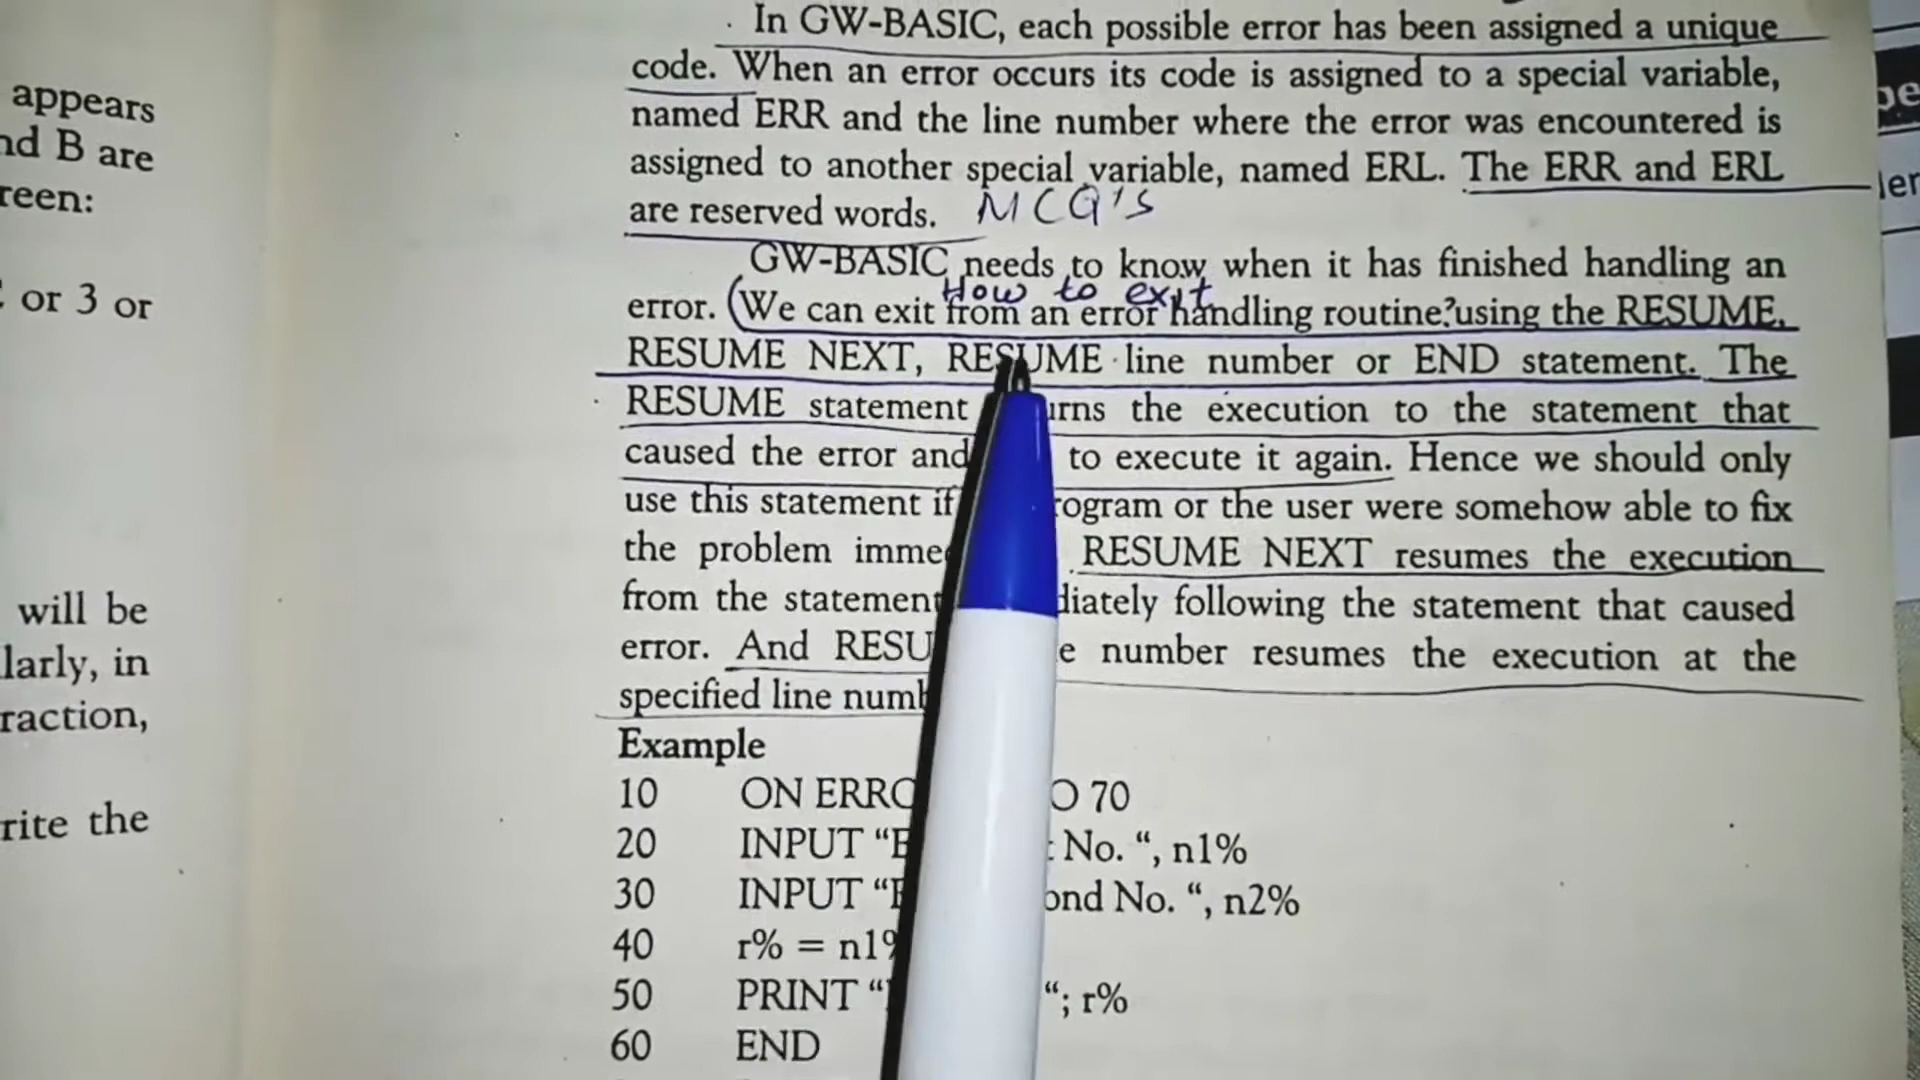 appears
nd B are
reen:
or 3 or
will be
larly, in
raction,
rite the
In GW-BASIC, each possible error has been assigned a unique
code. When an error occurs its code is assigned to a special variable,
named ERR and the line number where the error was encountered is
assigned to another special variable, named ERL. The ERR and ERL
are reserved words. MCQ's
GW-BASIC needs to know when it has finished handling an
How to exit
error. (We can exit from an error handling routine?using the RESUME,
RESUME NEXT, RESUME line number or END statement. The
RESUME statement urns the execution to the statement that
caused the error and to execute it again. Hence we should only
use this statement if rogram or the user were somehow able to fix
the problem imme RESUME NEXT resumes the execution
from the statement diately following the statement that caused
error. And RESU e number resumes the execution at the
specified line numb
Example
10 ON ERRO O 70
20 INPUT “E No. “, n1%
30 INPUT “E ond No. “, n2%
40 r% = n1%
50 PRINT “ “; r%
60 END